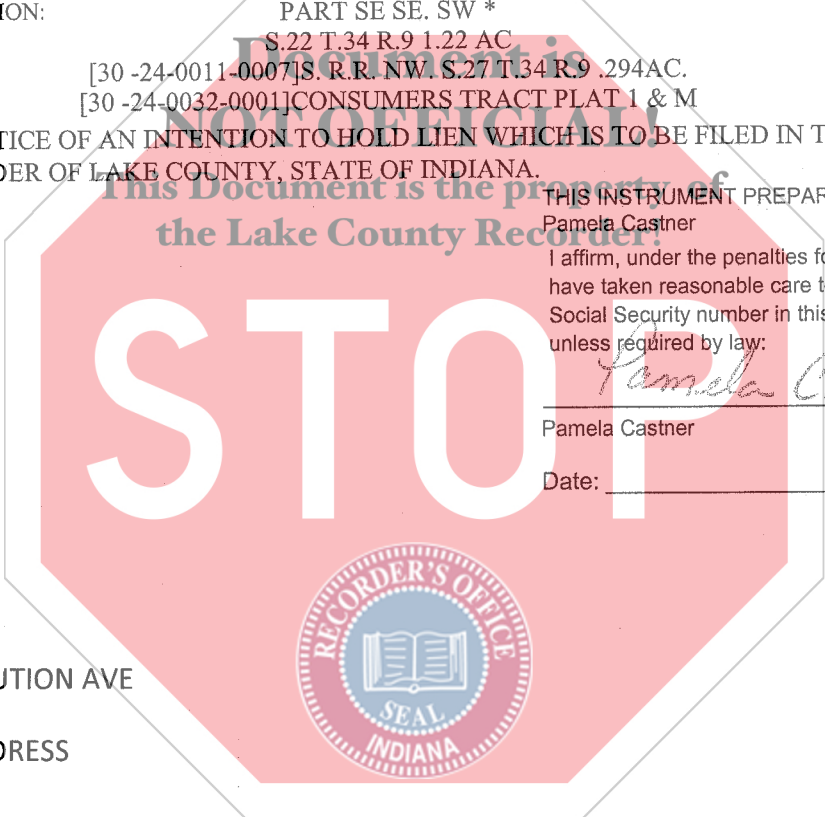 ION: PART SE SE. SW *
S.22 T.34 R.9 1.22 AC
[30 -24-0011-0007]S. R.R. NW. S.27 T.34 R.9 .294AC.
[30 -24-0032-0001]CONSUMERS TRACT PLAT 1 & M
TICE OF AN INTENTION TO HOLD LIEN WHICH IS TO BE FILED IN T
DER OF LAKE COUNTY, STATE OF INDIANA.
Document is
NOT OFFICIAL!
This Document is the property of
the Lake County Recorder!
THIS INSTRUMENT PREPAR
Pamela Castner
I affirm, under the penalties fo
have taken reasonable care t
Social Security number in this
unless required by law:
Pamela C
Pamela Castner
Date:
STOP
RECORDER'S OFFICE
SEAL
INDIANA
UTION AVE
DRESS